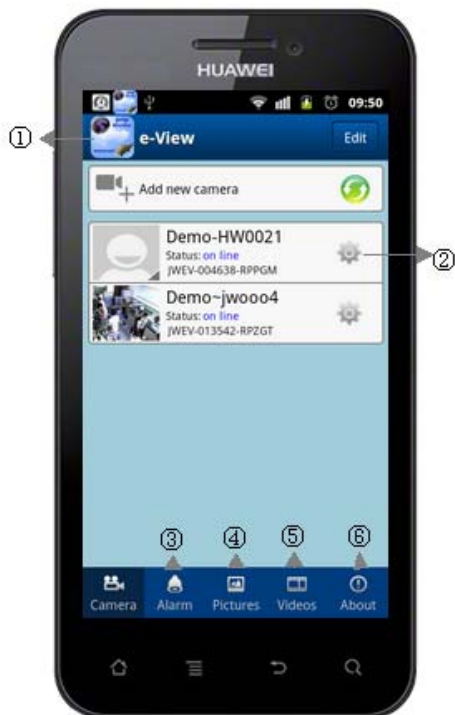 HUAWEI
09:50
①
e-View
Edit
Add new camera
Demo-HW0021
Status: on line
JWEV-004638-RPPGM
②
Demo~jwooo4
Status: on line
JWEV-013542-RPZGT
③ ④ ⑤ ⑥
Camera Alarm Pictures Videos About